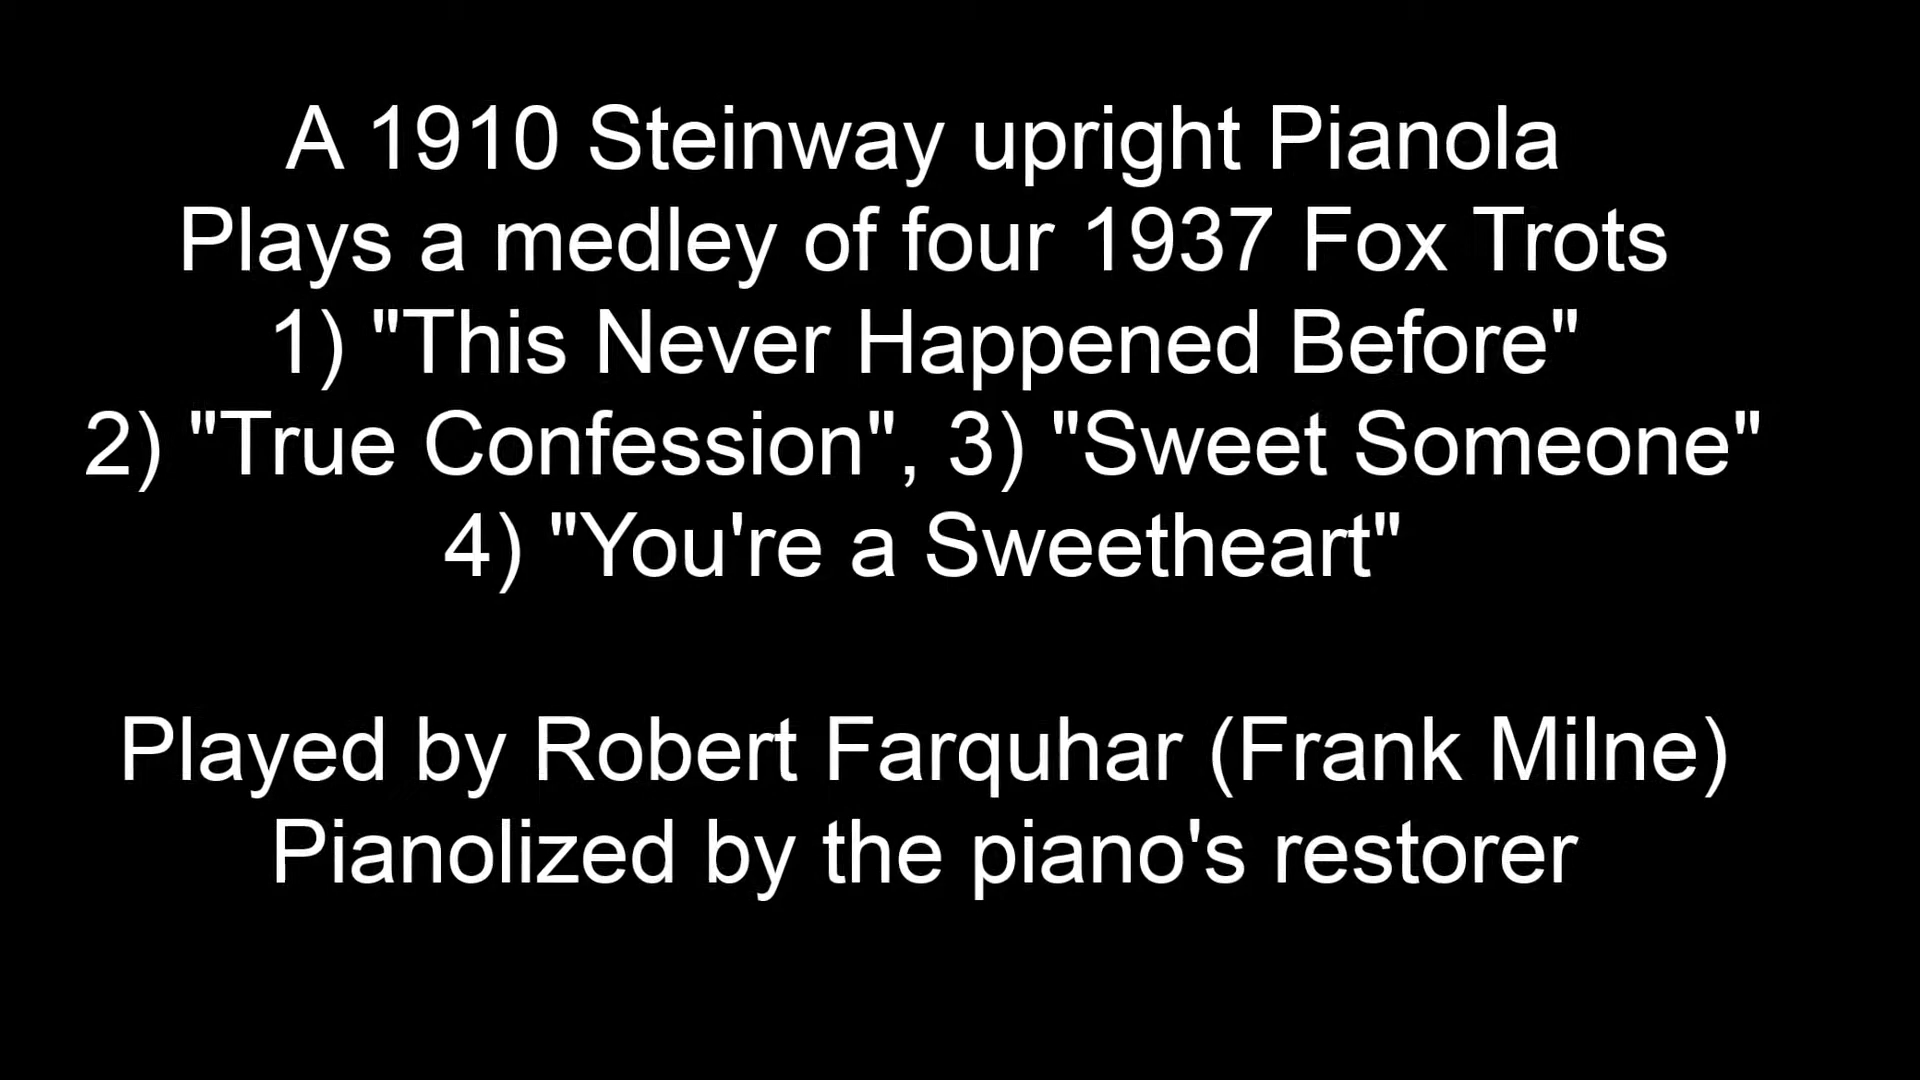 A 1910 Steinway upright Pianola
Plays a medley of four 1937 Fox Trots
1) "This Never Happened Before"
2) "True Confession", 3) "Sweet Someone"
4) "You're a Sweetheart"
Played by Robert Farquhar (Frank Milne)
Pianolized by the piano's restorer